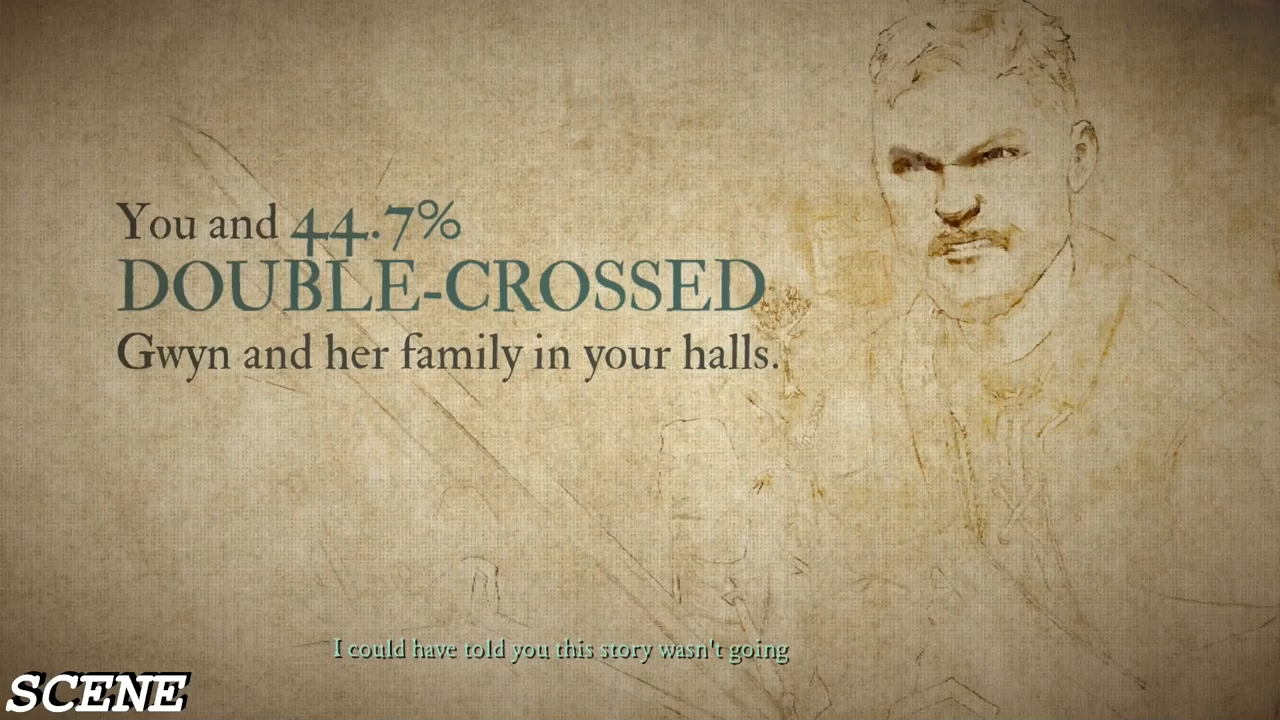 You and 44.7%
DOUBLE-CROSSED
Gwyn and her family in your halls.
I could have told you this story wasn't going
SCENE